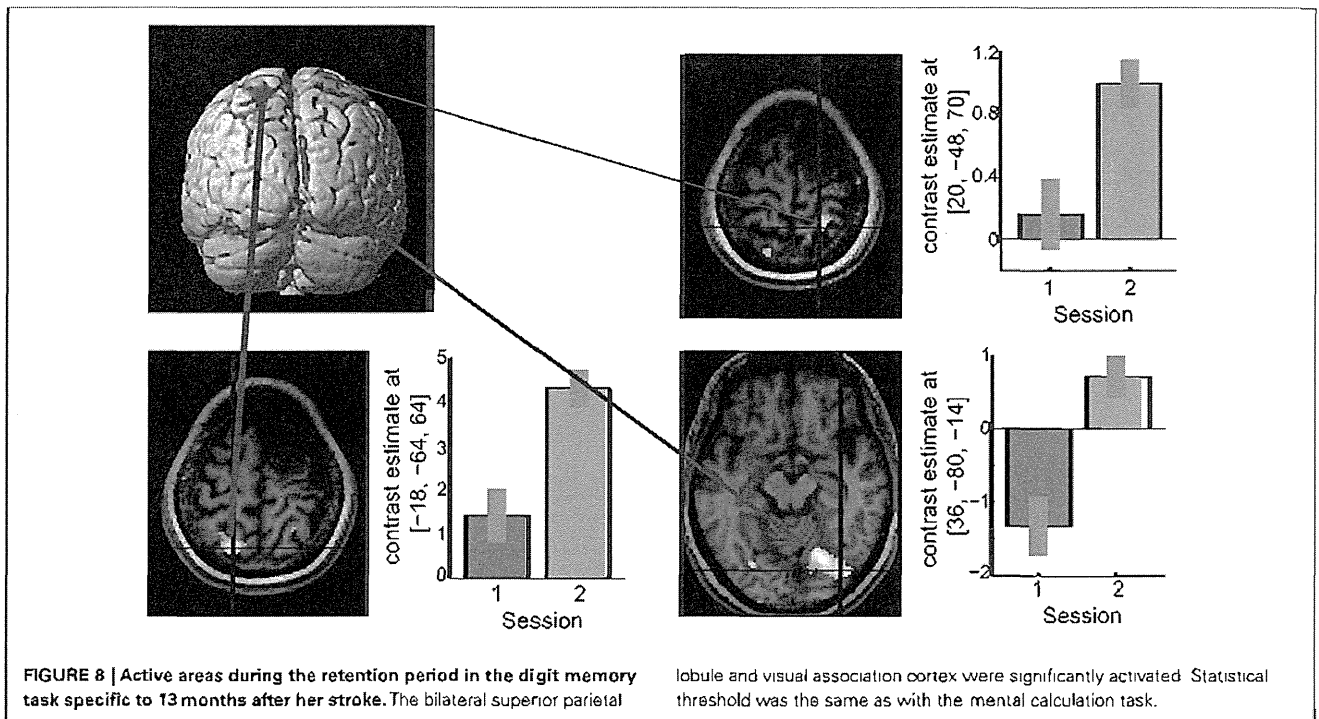 1.2
0.8
0.4
0
contrast estimate at
[20, −48, 70]
1 2
Session
5
4
3
2
1
0
contrast estimate at
[−18, −64, 64]
1 2
Session
1
0
−1
−2
contrast estimate at
[36, −80, −14]
1 2
Session
FIGURE 8 | Active areas during the retention period in the digit memory
task specific to 13 months after her stroke. The bilateral superior parietal
lobule and visual association cortex were significantly activated. Statistical
threshold was the same as with the mental calculation task.